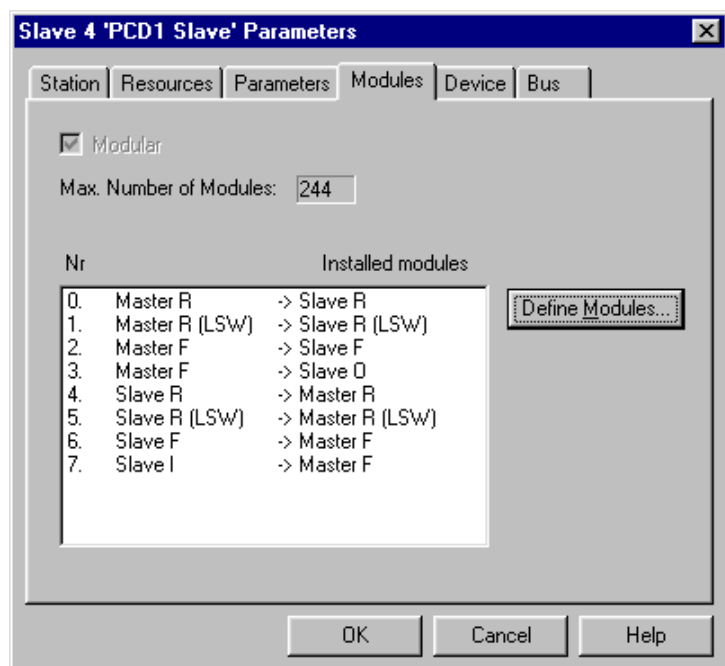 Slave 4 'PCD1 Slave' Parameters
Station Resources Parameters Modules Device Bus
Modular
Max. Number of Modules: 244
Nr Installed modules
0. Master R -> Slave R
1. Master R (LSW) -> Slave R (LSW)
2. Master F -> Slave F
3. Master F -> Slave O
4. Slave R -> Master R
5. Slave R (LSW) -> Master R (LSW)
6. Slave F -> Master F
7. Slave I -> Master F
Define Modules...
OK Cancel Help